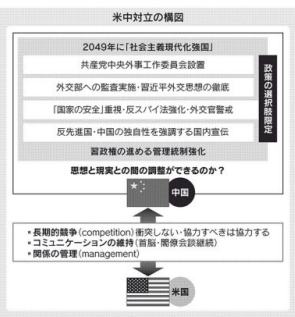 米中対立の構図
2049年に「社会主義現代化強国」
共産党中央外事工作委員会設置
外交部への監査実施・習近平外交思想の徹底
「国家の安全」重視・反スパイ法強化・外交官警戒
反先進国・中国の独自性を強調する国内宣伝
習政権の進める管理統制強化
政策の選択肢限定
思想と現実との間の調整ができるのか?
中国
・長期的競争(competition)衝突しない・協力すべきは協力する
・コミュニケーションの維持(首脳・閣僚会談継続)
・関係の管理(management)
米国